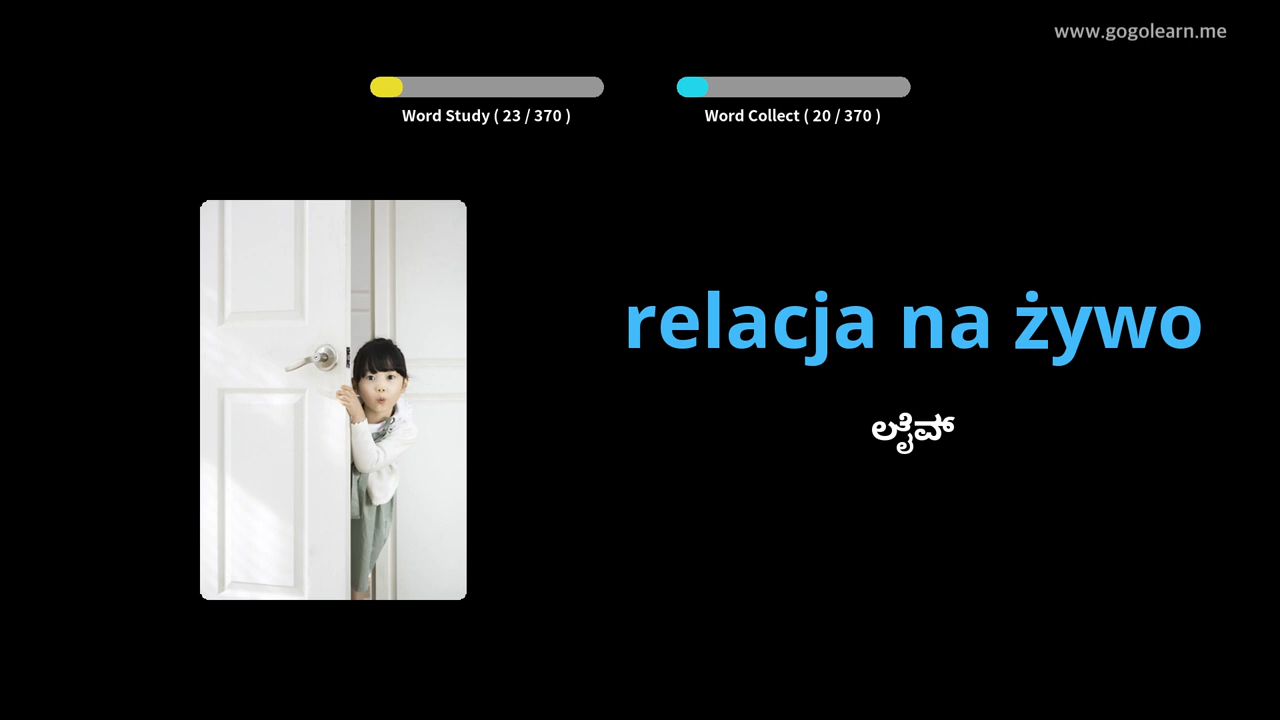 www.gogolearn.me
Word Study ( 23 / 370 )
Word Collect ( 20 / 370 )
relacja na żywo
ಲೈವ್